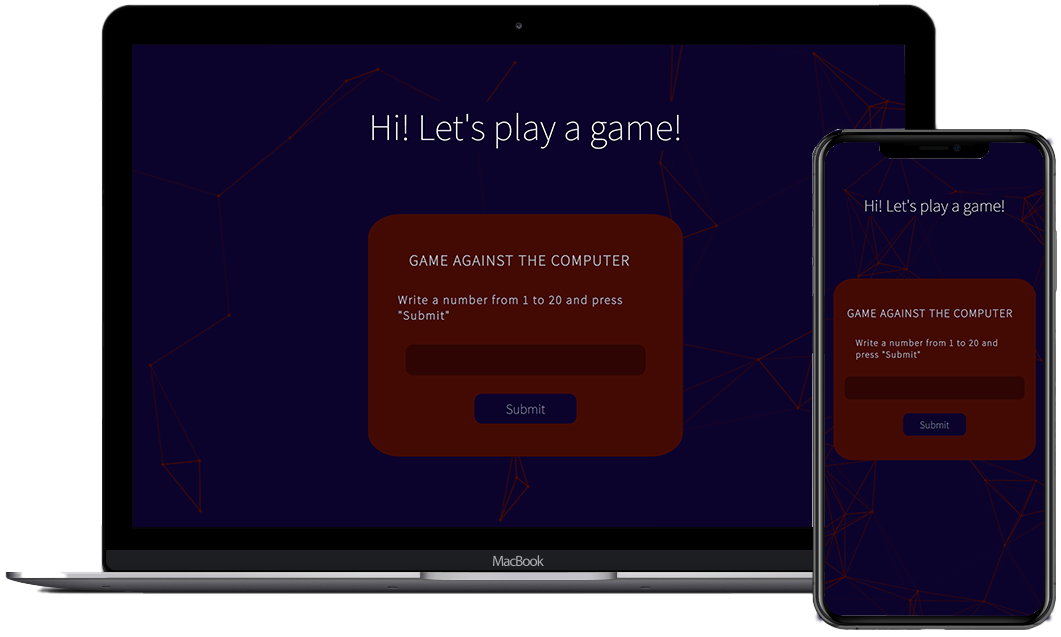 Hi! Let's play a game!
GAME AGAINST THE COMPUTER
Write a number from 1 to 20 and press
"Submit"
Submit
MacBook
Hi! Let's play a game!
GAME AGAINST THE COMPUTER
Write a number from 1 to 20 and
press "Submit"
Submit